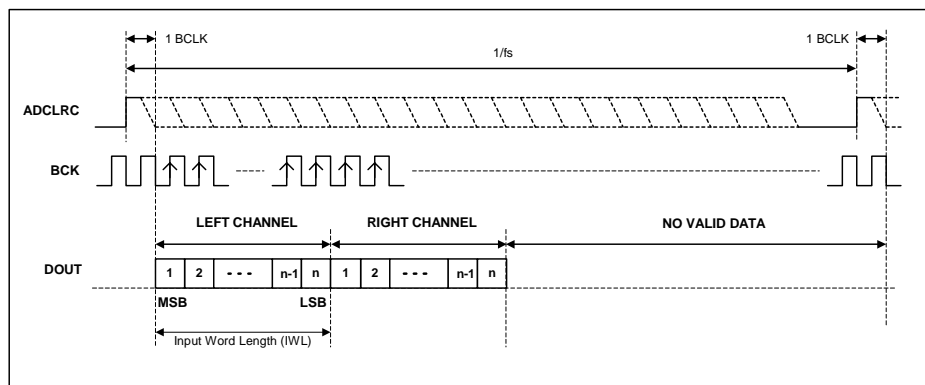 1 BCLK 1 BCLK
1/fs
ADCLRC
BCK
LEFT CHANNEL RIGHT CHANNEL NO VALID DATA
DOUT 1 2 --- n-1 n 1 2 --- n-1 n
MSB LSB
Input Word Length (IWL)